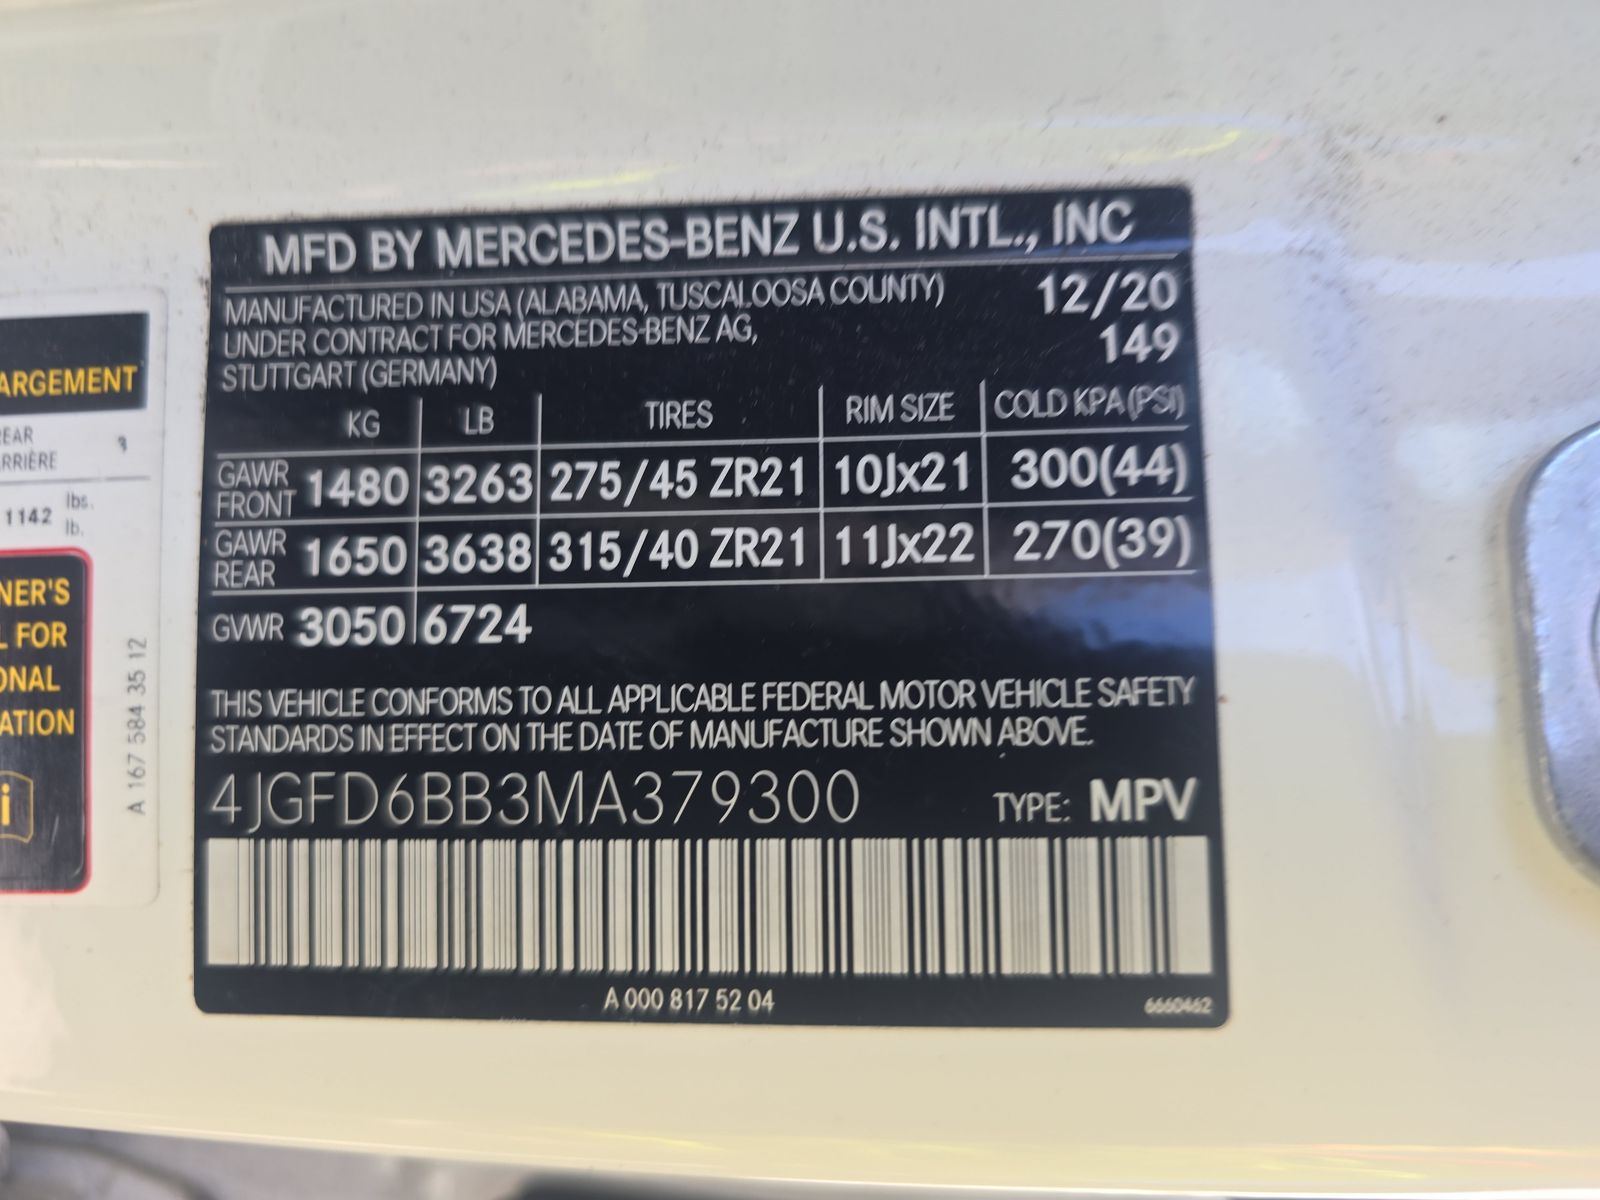 MFD BY MERCEDES-BENZ U.S. INTL., INC
MANUFACTURED IN USA (ALABAMA, TUSCALOOSA COUNTY) 12/20
UNDER CONTRACT FOR MERCEDES-BENZ AG, 149
STUTTGART (GERMANY)
KG LB TIRES RIM SIZE COLD KPA (PSI)
GAWR FRONT 1480 3263 275/45 ZR21 10Jx21 300(44)
GAWR REAR 1650 3638 315/40 ZR21 11Jx22 270(39)
GVWR 3050 6724
THIS VEHICLE CONFORMS TO ALL APPLICABLE FEDERAL MOTOR VEHICLE SAFETY
STANDARDS IN EFFECT ON THE DATE OF MANUFACTURE SHOWN ABOVE.
4JGFD6BB3MA379300 TYPE: MPV
A 000 817 52 04 6660462
ARGEMENT
EAR 3
RRIÈRE
1142 lbs.
lb.
NER'S
L FOR
ONAL
ATION
i
A 167 584 35 12